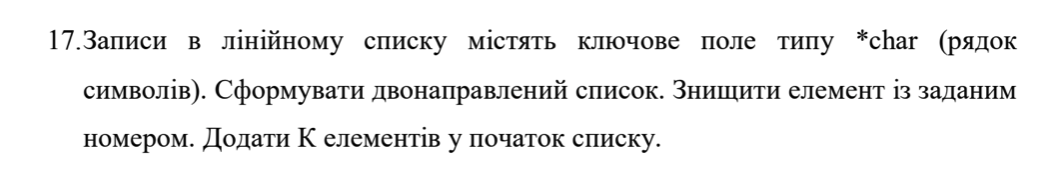 17.Записи в лінійному списку містять ключове поле типу *char (рядок
символів). Сформувати двонаправлений список. Знищити елемент із заданим
номером. Додати К елементів у початок списку.